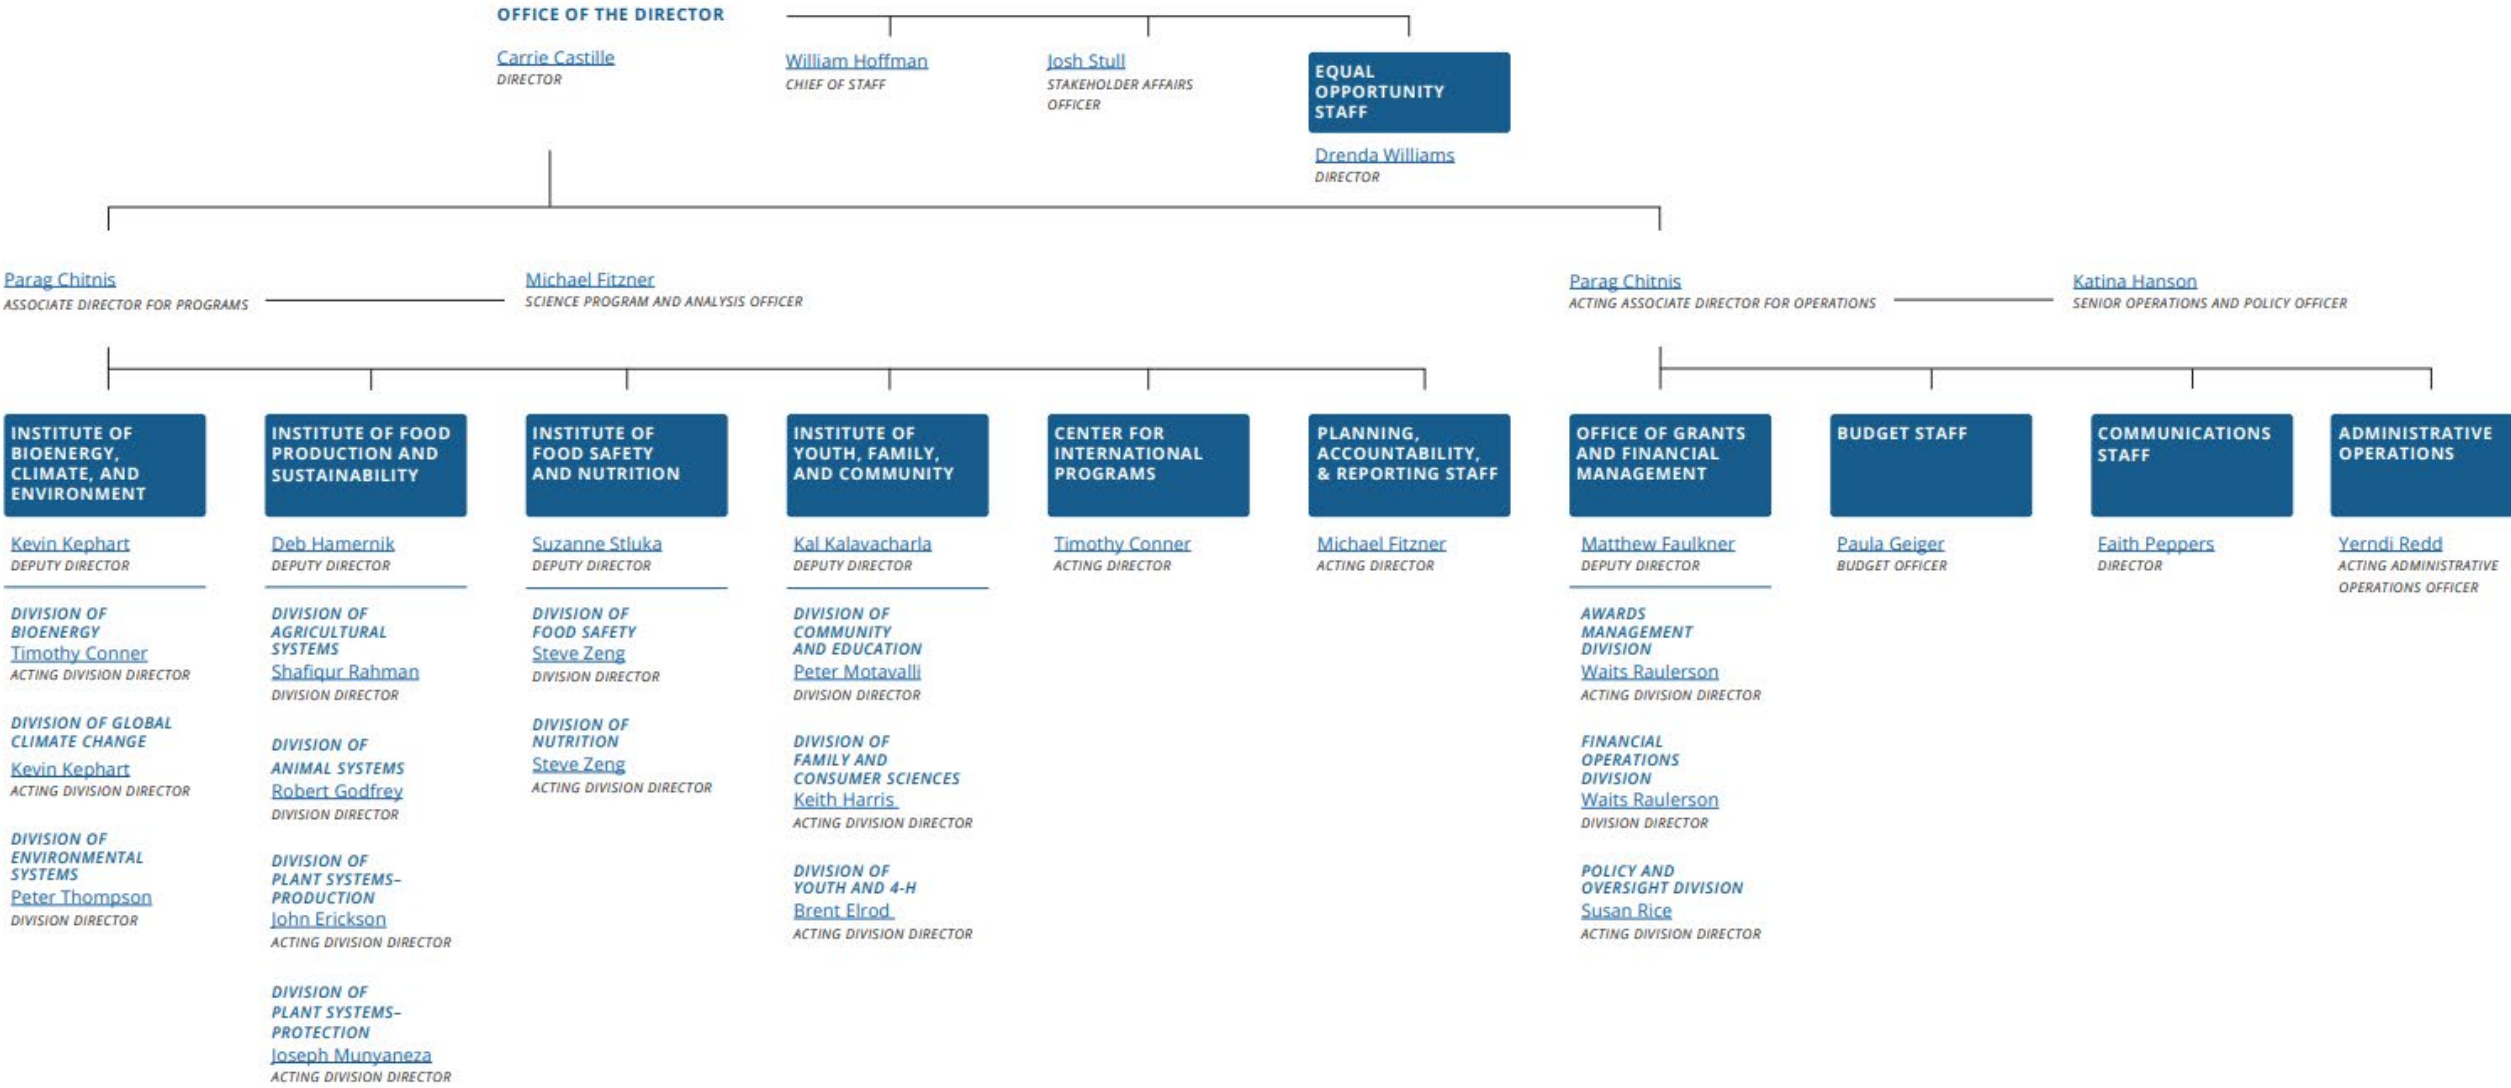 OFFICE OF THE DIRECTOR
Carrie Castille
DIRECTOR
William Hoffman
CHIEF OF STAFF
Josh Stull
STAKEHOLDER AFFAIRS
OFFICER
EQUAL
OPPORTUNITY
STAFF
Drenda Williams
DIRECTOR
Parag Chitnis
ASSOCIATE DIRECTOR FOR PROGRAMS
Michael Fitzner
SCIENCE PROGRAM AND ANALYSIS OFFICER
Parag Chitnis
ACTING ASSOCIATE DIRECTOR FOR OPERATIONS
Katina Hanson
SENIOR OPERATIONS AND POLICY OFFICER
INSTITUTE OF
BIOENERGY,
CLIMATE, AND
ENVIRONMENT
Kevin Kephart
DEPUTY DIRECTOR
DIVISION OF
BIOENERGY
Timothy Conner
ACTING DIVISION DIRECTOR
DIVISION OF GLOBAL
CLIMATE CHANGE
Kevin Kephart
ACTING DIVISION DIRECTOR
DIVISION OF
ENVIRONMENTAL
SYSTEMS
Peter Thompson
DIVISION DIRECTOR
INSTITUTE OF FOOD
PRODUCTION AND
SUSTAINABILITY
Deb Hamernik
DEPUTY DIRECTOR
DIVISION OF
AGRICULTURAL
SYSTEMS
Shafiqur Rahman
DIVISION DIRECTOR
DIVISION OF
ANIMAL SYSTEMS
Robert Godfrey
DIVISION DIRECTOR
DIVISION OF
PLANT SYSTEMS–
PRODUCTION
John Erickson
ACTING DIVISION DIRECTOR
DIVISION OF
PLANT SYSTEMS–
PROTECTION
Joseph Munyaneza
ACTING DIVISION DIRECTOR
INSTITUTE OF
FOOD SAFETY
AND NUTRITION
Suzanne Stluka
DEPUTY DIRECTOR
DIVISION OF
FOOD SAFETY
Steve Zeng
DIVISION DIRECTOR
DIVISION OF
NUTRITION
Steve Zeng
ACTING DIVISION DIRECTOR
INSTITUTE OF
YOUTH, FAMILY,
AND COMMUNITY
Kal Kalavacharla
DEPUTY DIRECTOR
DIVISION OF
COMMUNITY
AND EDUCATION
Peter Motavalli
DIVISION DIRECTOR
DIVISION OF
FAMILY AND
CONSUMER SCIENCES
Keith Harris
ACTING DIVISION DIRECTOR
DIVISION OF
YOUTH AND 4-H
Brent Elrod
ACTING DIVISION DIRECTOR
CENTER FOR
INTERNATIONAL
PROGRAMS
Timothy Conner
ACTING DIRECTOR
PLANNING,
ACCOUNTABILITY,
& REPORTING STAFF
Michael Fitzner
ACTING DIRECTOR
OFFICE OF GRANTS
AND FINANCIAL
MANAGEMENT
Matthew Faulkner
DEPUTY DIRECTOR
AWARDS
MANAGEMENT
DIVISION
Waits Raulerson
ACTING DIVISION DIRECTOR
FINANCIAL
OPERATIONS
DIVISION
Waits Raulerson
DIVISION DIRECTOR
POLICY AND
OVERSIGHT DIVISION
Susan Rice
ACTING DIVISION DIRECTOR
BUDGET STAFF
Paula Geiger
BUDGET OFFICER
COMMUNICATIONS
STAFF
Faith Peppers
DIRECTOR
ADMINISTRATIVE
OPERATIONS
Yerndi Redd
ACTING ADMINISTRATIVE
OPERATIONS OFFICER